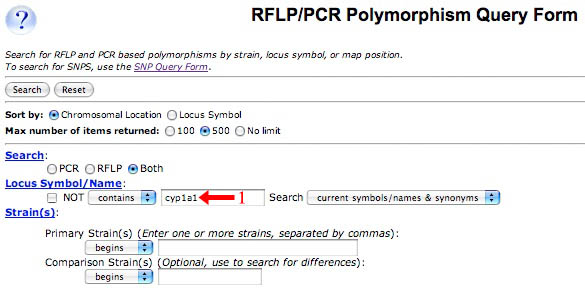 ?
RFLP/PCR Polymorphism Query Form
Search for RFLP and PCR based polymorphisms by strain, locus symbol, or map position.
To search for SNPS, use the SNP Query Form.
Search Reset
Sort by: Chromosomal Location Locus Symbol
Max number of items returned: 100 500 No limit
Search:
PCR RFLP Both
Locus Symbol/Name:
NOT contains cyp1a1 1 Search current symbols/names & synonyms
Strain(s):
Primary Strain(s) (Enter one or more strains, separated by commas):
begins
Comparison Strain(s) (Optional, use to search for differences):
begins